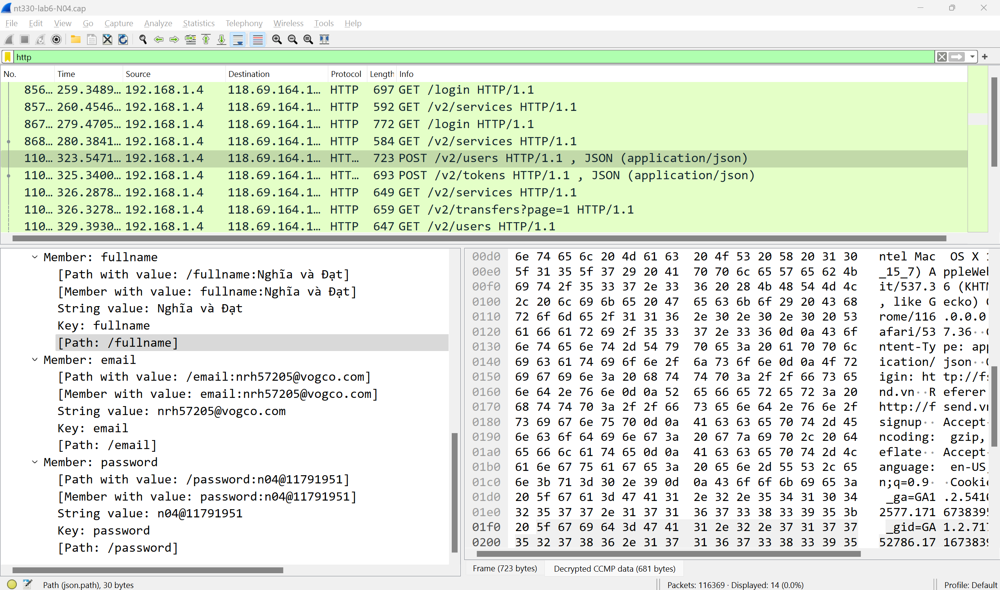 nt330-lab6-N04.cap
File Edit View Go Capture Analyze Statistics Telephony Wireless Tools Help
http
No. Time Source Destination Protocol Length Info
856… 259.3489… 192.168.1.4 118.69.164.1… HTTP 697 GET /login HTTP/1.1
857… 260.4546… 192.168.1.4 118.69.164.1… HTTP 592 GET /v2/services HTTP/1.1
867… 279.4705… 192.168.1.4 118.69.164.1… HTTP 772 GET /login HTTP/1.1
868… 280.3841… 192.168.1.4 118.69.164.1… HTTP 584 GET /v2/services HTTP/1.1
110… 323.5471… 192.168.1.4 118.69.164.1… HTT… 723 POST /v2/users HTTP/1.1 , JSON (application/json)
110… 325.3400… 192.168.1.4 118.69.164.1… HTT… 693 POST /v2/tokens HTTP/1.1 , JSON (application/json)
110… 326.2878… 192.168.1.4 118.69.164.1… HTTP 649 GET /v2/services HTTP/1.1
110… 326.3278… 192.168.1.4 118.69.164.1… HTTP 659 GET /v2/transfers?page=1 HTTP/1.1
110… 329.3930… 192.168.1.4 118.69.164.1… HTTP 647 GET /v2/users HTTP/1.1
Member: fullname
[Path with value: /fullname:Nghĩa và Đạt]
[Member with value: fullname:Nghĩa và Đạt]
String value: Nghĩa và Đạt
Key: fullname
[Path: /fullname]
Member: email
[Path with value: /email:nrh57205@vogco.com]
[Member with value: email:nrh57205@vogco.com]
String value: nrh57205@vogco.com
Key: email
[Path: /email]
Member: password
[Path with value: /password:n04@11791951]
[Member with value: password:n04@11791951]
String value: n04@11791951
Key: password
[Path: /password]
00d0 6e 74 65 6c 20 4d 61 63 20 4f 53 20 58 20 31 30 ntel Mac OS X 1
00e0 5f 31 35 5f 37 29 20 41 70 70 6c 65 57 65 62 4b _15_7) A ppleWeb
00f0 69 74 2f 35 33 37 2e 33 36 20 28 4b 48 54 4d 4c it/537.3 6 (KHTM
0100 2c 20 6c 69 6b 65 20 47 65 63 6b 6f 29 20 43 68 , like G ecko) C
0110 72 6f 6d 65 2f 31 31 36 2e 30 2e 30 2e 30 20 53 rome/116 .0.0.0
0120 61 66 61 72 69 2f 35 33 37 2e 33 36 0d 0a 43 6f afari/53 7.36··C
0130 6e 74 65 6e 74 2d 54 79 70 65 3a 20 61 70 70 6c ntent-Ty pe: app
0140 69 63 61 74 69 6f 6e 2f 6a 73 6f 6e 0d 0a 4f 72 ication/ json··O
0150 69 67 69 6e 3a 20 68 74 74 70 3a 2f 2f 66 73 65 igin: ht tp://fs
0160 6e 64 2e 76 6e 0d 0a 52 65 66 65 72 65 72 3a 20 nd.vn··R eferer
0170 68 74 74 70 3a 2f 2f 66 73 65 6e 64 2e 76 6e 2f http://f send.vn
0180 73 69 67 6e 75 70 0d 0a 41 63 63 65 70 74 2d 45 signup·· Accept-
0190 6e 63 6f 64 69 6e 67 3a 20 67 7a 69 70 2c 20 64 ncoding: gzip,
01a0 65 66 6c 61 74 65 0d 0a 41 63 63 65 70 74 2d 4c eflate·· Accept-
01b0 61 6e 67 75 61 67 65 3a 20 65 6e 2d 55 53 2c 65 anguage: en-US,
01c0 6e 3b 71 3d 30 2e 39 0d 0a 43 6f 6f 6b 69 65 3a n;q=0.9· ·Cookie
01d0 20 5f 67 61 3d 47 41 31 2e 32 2e 35 34 31 30 34 _ga=GA1 .2.5410
01e0 32 35 37 37 2e 31 37 31 36 37 33 38 33 39 35 3b 2577.171 6738395
01f0 20 5f 67 69 64 3d 47 41 31 2e 32 2e 37 31 37 37 _gid=GA 1.2.717
0200 35 32 37 38 36 2e 31 37 31 36 37 33 38 33 39 35 52786.17 1673839
Frame (723 bytes) Decrypted CCMP data (681 bytes)
Path (json.path), 30 bytes Packets: 116369 · Displayed: 14 (0.0%) Profile: Default